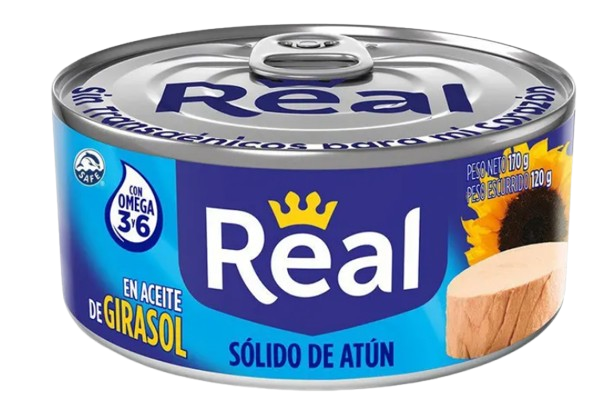 Real
Sin transgénicos para mi corazón
SAFE
CON
OMEGA
3 y 6
Real
PESO NETO 170 g
PESO ESCURRIDO 120 g
EN ACEITE
DE GIRASOL
SÓLIDO DE ATÚN